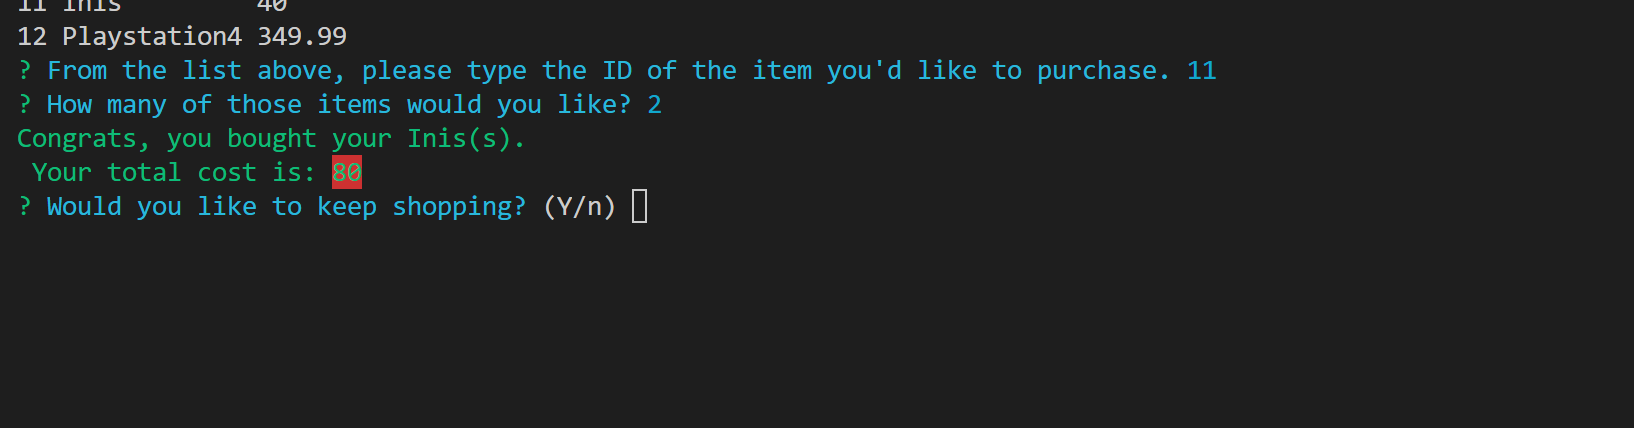 11 Inis         40
12 Playstation4 349.99
? From the list above, please type the ID of the item you'd like to purchase. 11
? How many of those items would you like? 2
Congrats, you bought your Inis(s).
 Your total cost is: 80
? Would you like to keep shopping? (Y/n)